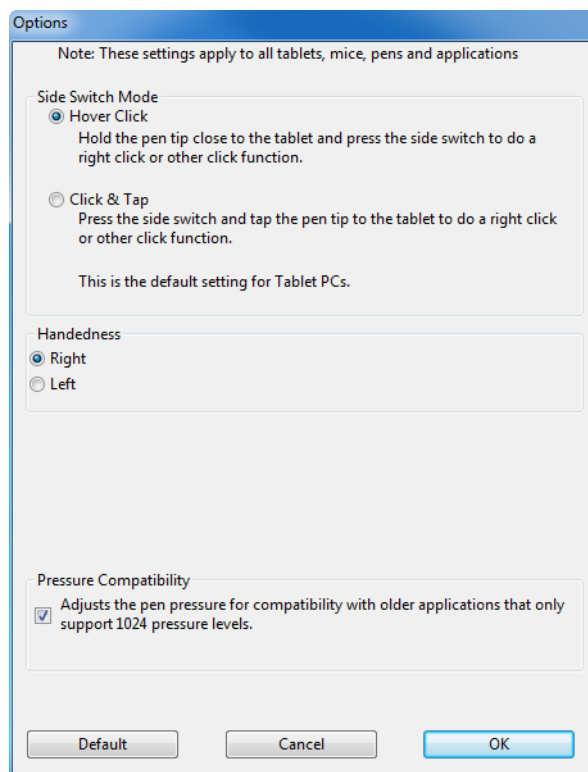 Options
Note: These settings apply to all tablets, mice, pens and applications
Side Switch Mode
Hover Click
Hold the pen tip close to the tablet and press the side switch to do a
right click or other click function.
Click & Tap
Press the side switch and tap the pen tip to the tablet to do a right click
or other click function.
This is the default setting for Tablet PCs.
Handedness
Right
Left
Pressure Compatibility
Adjusts the pen pressure for compatibility with older applications that only
support 1024 pressure levels.
Default
Cancel
OK